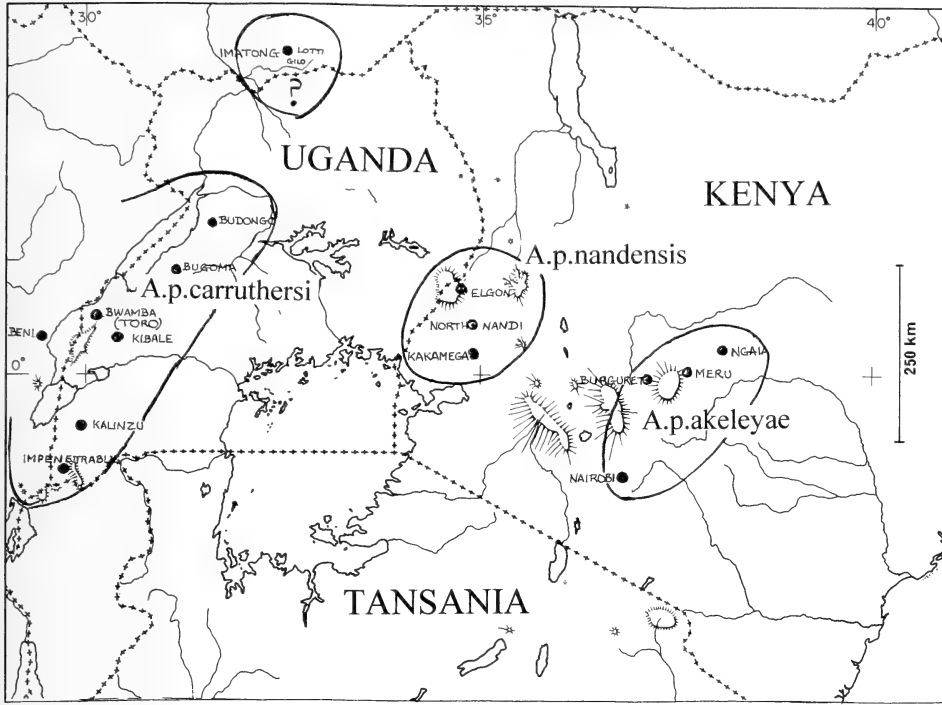 30°
35°
40°
IMATONG
LOTTI
GILO
?
UGANDA
KENYA
BUDONGO
A.p.nandensis
BUGOMA
A.p.carruthersi
ELGON
BWAMBA
(TORO)
NORTH NANDI
BENI
KIBALE
KAKAMEGA
NGAIA
250 km
0°
MERU
BURGURET
A.p.akeleyae
KALINZU
IMPENETRABLE
NAIROBI
TANSANIA